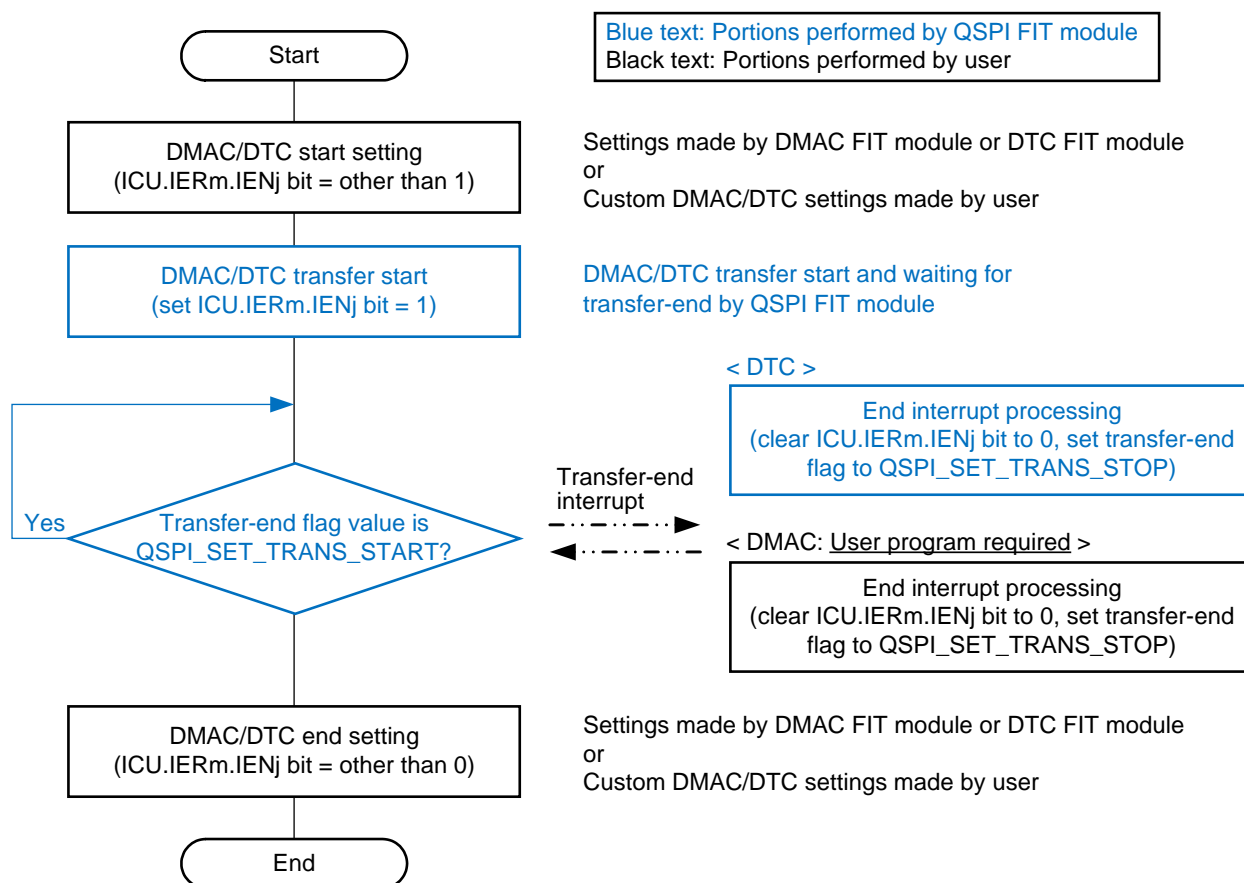 Start
Blue text: Portions performed by QSPI FIT module
Black text: Portions performed by user
DMAC/DTC start setting
(ICU.IERm.IENj bit = other than 1)
Settings made by DMAC FIT module or DTC FIT module
or
Custom DMAC/DTC settings made by user
DMAC/DTC transfer start
(set ICU.IERm.IENj bit = 1)
DMAC/DTC transfer start and waiting for
transfer-end by QSPI FIT module
< DTC >
End interrupt processing
(clear ICU.IERm.IENj bit to 0, set transfer-end
flag to QSPI_SET_TRANS_STOP)
Transfer-end
interrupt
Yes
Transfer-end flag value is
QSPI_SET_TRANS_START?
< DMAC: User program required >
End interrupt processing
(clear ICU.IERm.IENj bit to 0, set transfer-end
flag to QSPI_SET_TRANS_STOP)
DMAC/DTC end setting
(ICU.IERm.IENj bit = other than 0)
Settings made by DMAC FIT module or DTC FIT module
or
Custom DMAC/DTC settings made by user
End